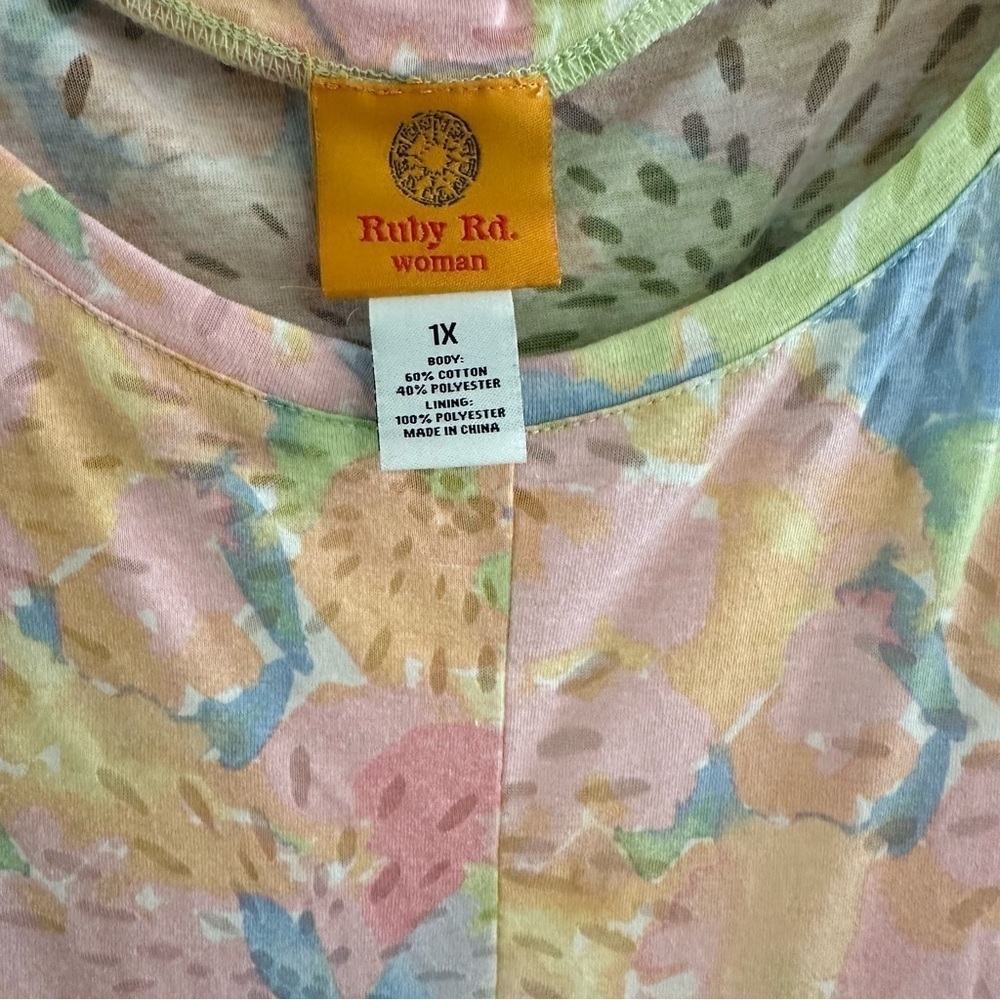 Ruby Rd.
woman
1X
BODY:
60% COTTON
40% POLYESTER
LINING:
100% POLYESTER
MADE IN CHINA